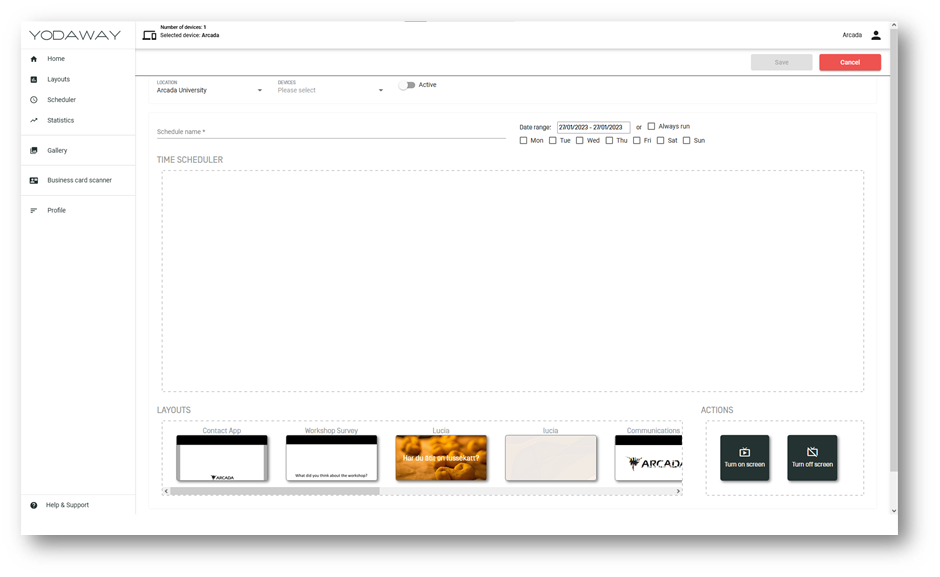 YODAWAY
Number of devices: 1
Selected device: Arcada
Arcada
Home
Layouts
Scheduler
Statistics
Gallery
Business card scanner
Profile
Help & Support
Save
Cancel
LOCATION
Arcada University
DEVICES
Please select
Active
Schedule name *
Date range: 27/01/2023 - 27/01/2023 or Always run
Mon Tue Wed Thu Fri Sat Sun
TIME SCHEDULER
LAYOUTS
Contact App
ARCADA
Workshop Survey
What did you think about the workshop?
Lucia
Har du ätit en lussekatt?
lucia
Communications
ARCADA
ACTIONS
Turn on screen
Turn off screen